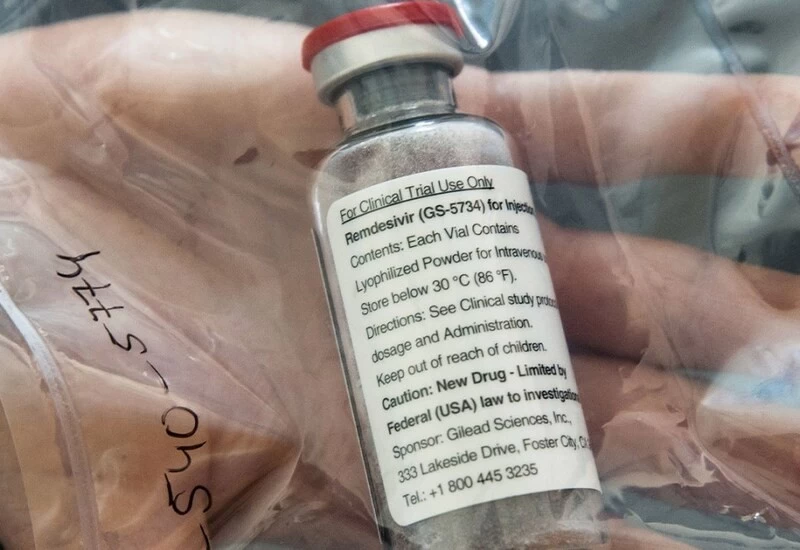 For Clinical Trial Use Only
Remdesivir (GS-5734) for Injection
Contents: Each Vial Contains
Lyophilized Powder for Intravenous
Store below 30 °C (86 °F).
Directions: See Clinical study
dosage and Administration.
Keep out of reach of children.
Caution: New Drug - Limited by
Federal (USA) law to
Sponsor: Gilead Sciences, Inc.,
333 Lakeside Drive, Foster City,
Tel.: +1 800 445 3235